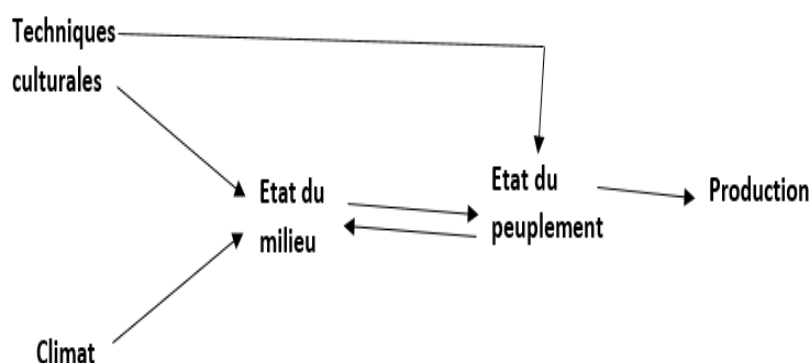 Techniques
culturales
Etat du
milieu
Etat du
peuplement
Production
Climat